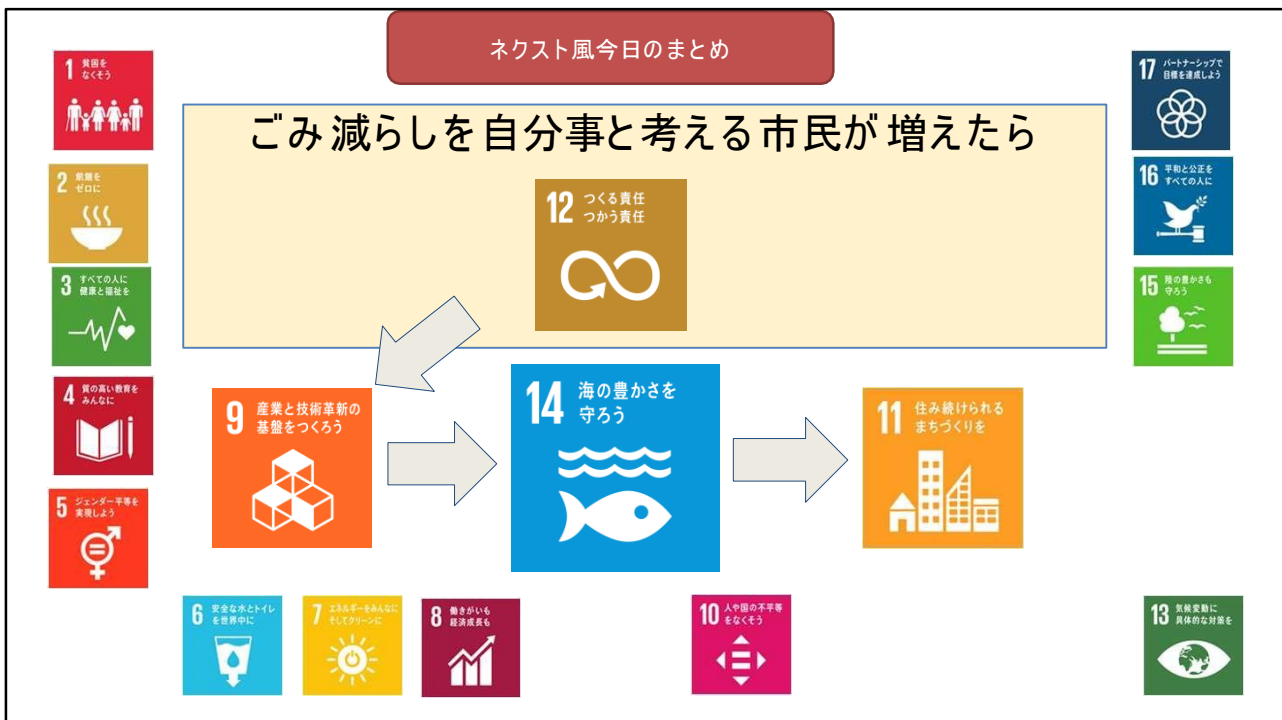 ネクスト風今日のまとめ
ごみ減らしを自分事と考える市民が増えたら
12 つくる責任
つかう責任
1 貧困を
なくそう
2 飢餓を
ゼロに
3 すべての人に
健康と福祉を
4 質の高い教育を
みんなに
5 ジェンダー平等を
実現しよう
17 パートナーシップで
目標を達成しよう
16 平和と公正を
すべての人に
15 陸の豊かさも
守ろう
9 産業と技術革新の
基盤をつくろう
14 海の豊かさを
守ろう
11 住み続けられる
まちづくりを
6 安全な水とトイレ
を世界中に
7 エネルギーをみんなに
そしてクリーンに
8 働きがいも
経済成長も
10 人や国の不平等
をなくそう
13 気候変動に
具体的な対策を